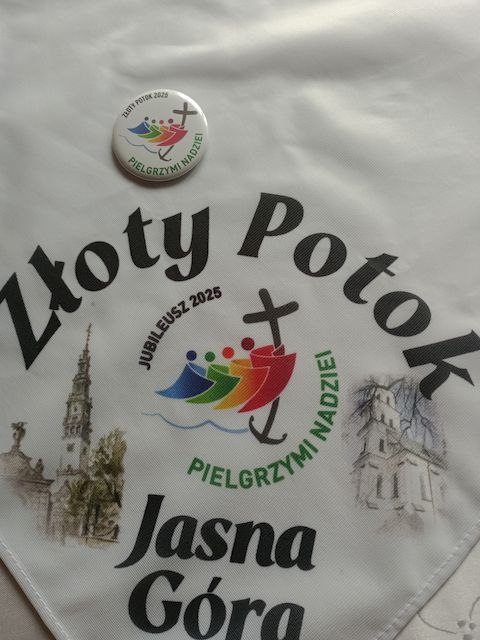 ZŁOTY POTOK 2025
PIELGRZYMI NADZIEI
Złoty Potok
JUBILEUSZ 2025
PIELGRZYMI NADZIEI
Jasna
Góra